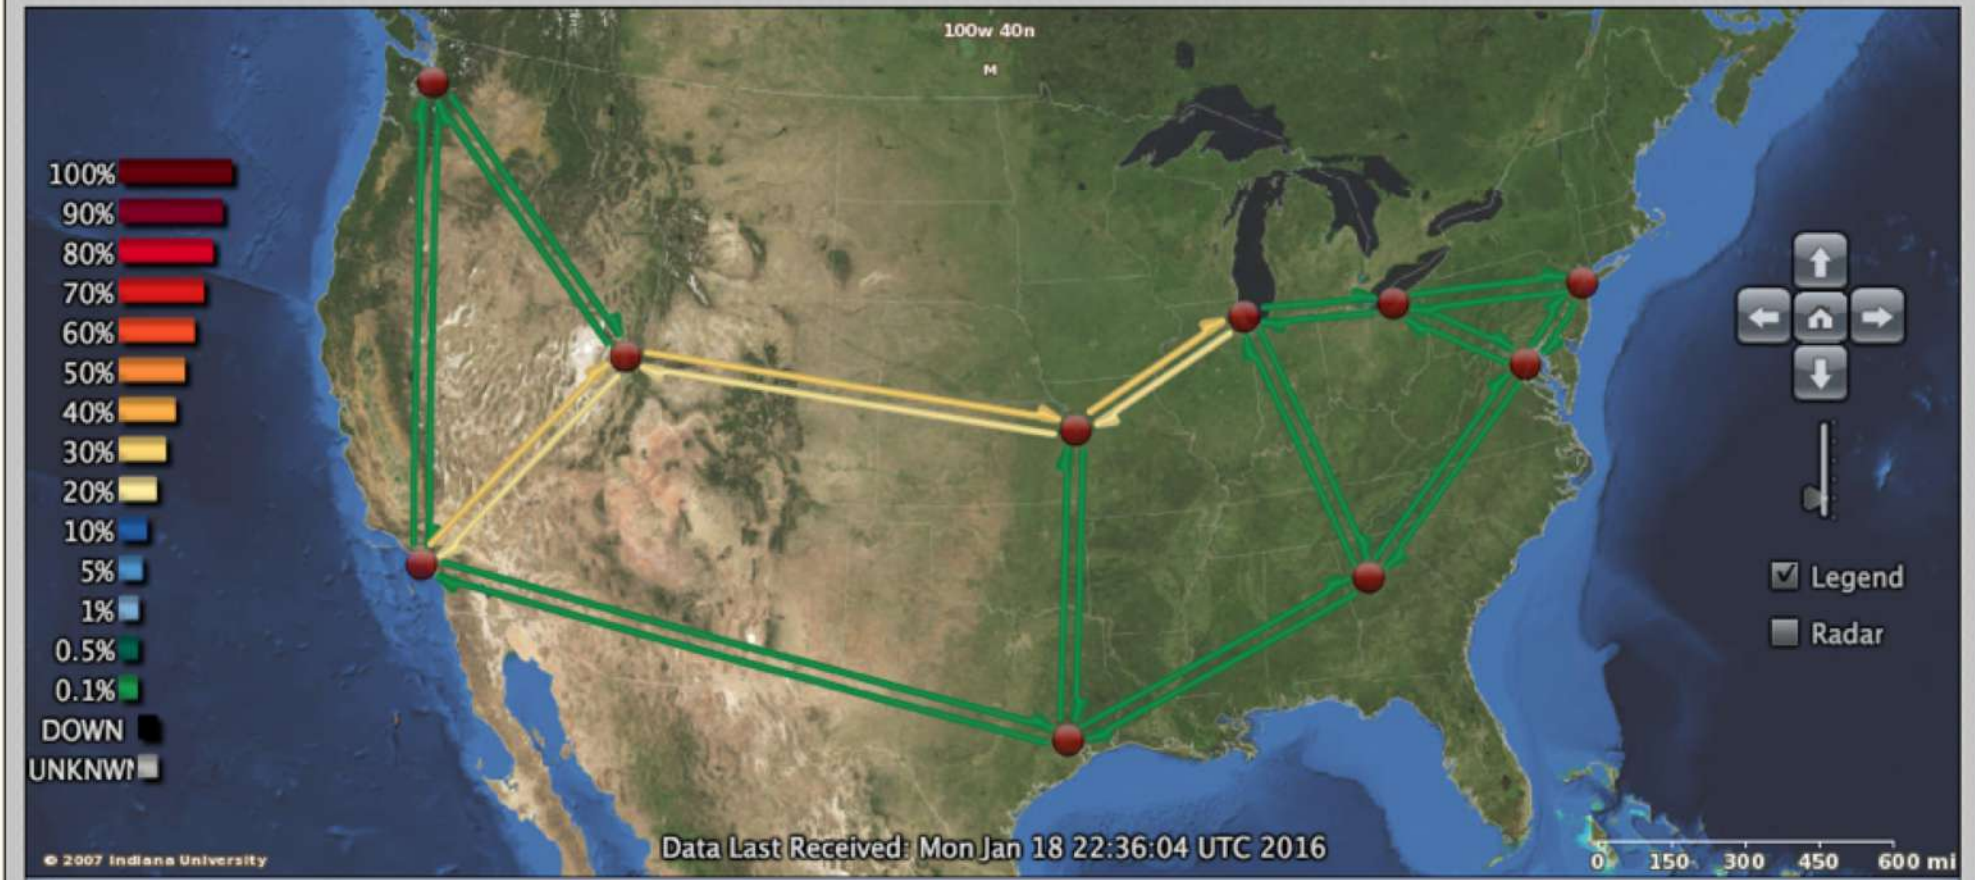 100w 40n
M
100%
90%
80%
70%
60%
50%
40%
30%
20%
10%
5%
1%
0.5%
0.1%
DOWN
UNKNWN
Legend
Radar
Data Last Received: Mon Jan 18 22:36:04 UTC 2016
© 2007 Indiana University
0 150 300 450 600 mi